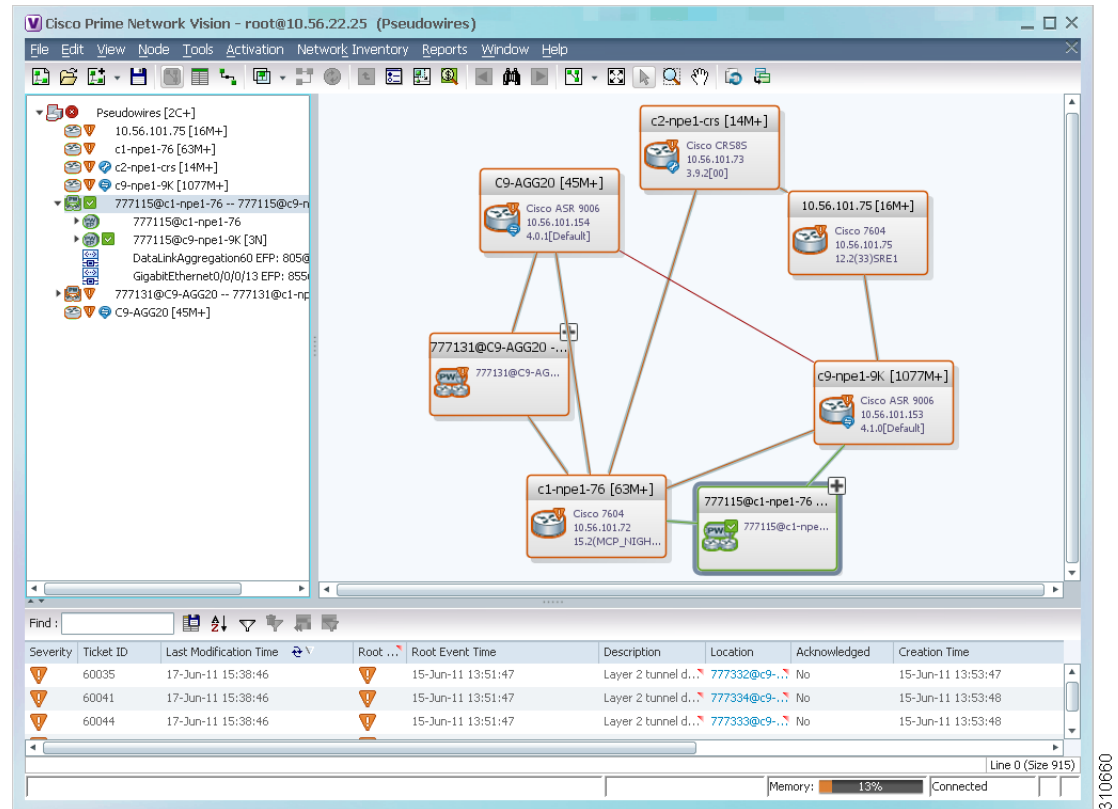 Cisco Prime Network Vision - root@10.56.22.25 (Pseudowires)
File Edit View Node Tools Activation Network Inventory Reports Window Help
Pseudowires [2C+]
10.56.101.75 [16M+]
c1-npe1-76 [63M+]
c2-npe1-crs [14M+]
c9-npe1-9K [1077M+]
777115@c1-npe1-76 -- 777115@c9-n
777115@c1-npe1-76
777115@c9-npe1-9K [3N]
DataLinkAggregation60 EFP: 805@
GigabitEthernet0/0/0/13 EFP: 855
777131@C9-AGG20 -- 777131@c1-np
C9-AGG20 [45M+]
c2-npe1-crs [14M+]
Cisco CRS8S
10.56.101.73
3.9.2[00]
C9-AGG20 [45M+]
Cisco ASR 9006
10.56.101.154
4.0.1[Default]
10.56.101.75 [16M+]
Cisco 7604
10.56.101.75
12.2(33)SRE1
777131@C9-AGG20 -...
PW
777131@C9-AG...
c9-npe1-9K [1077M+]
Cisco ASR 9006
10.56.101.153
4.1.0[Default]
c1-npe1-76 [63M+]
Cisco 7604
10.56.101.72
15.2(MCP_NIGH...
777115@c1-npe1-76 ...
PW
777115@c1-npe...
Find :
Severity Ticket ID Last Modification Time Root ... Root Event Time Description Location Acknowledged Creation Time
60035 17-Jun-11 15:38:46 15-Jun-11 13:51:47 Layer 2 tunnel d... 777332@c9-... No 15-Jun-11 13:53:47
60041 17-Jun-11 15:38:46 15-Jun-11 13:51:47 Layer 2 tunnel d... 777334@c9-... No 15-Jun-11 13:53:48
60044 17-Jun-11 15:38:46 15-Jun-11 13:51:47 Layer 2 tunnel d... 777333@c9-... No 15-Jun-11 13:53:48
Line 0 (Size 915)
Memory: 13% Connected
310660